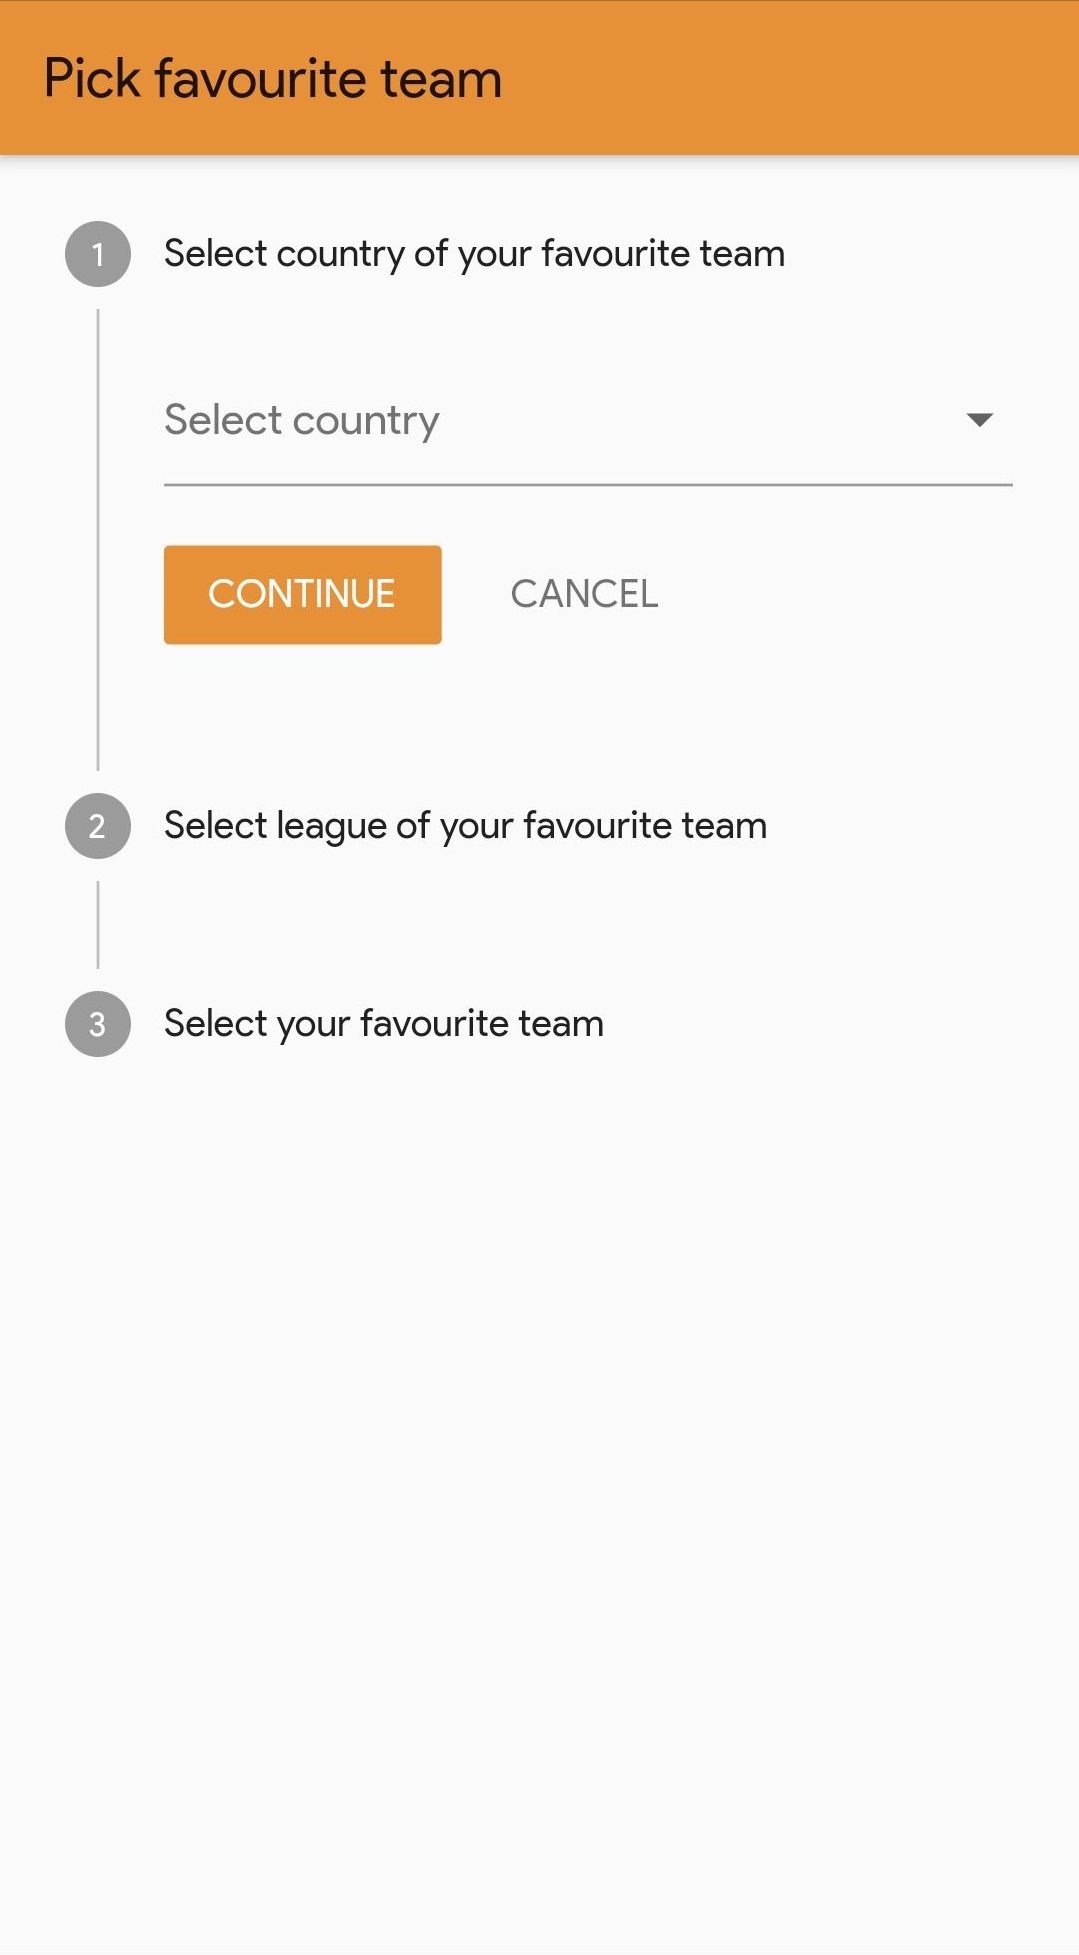 Pick favourite team
1 Select country of your favourite team
Select country
CONTINUE CANCEL
2 Select league of your favourite team
3 Select your favourite team